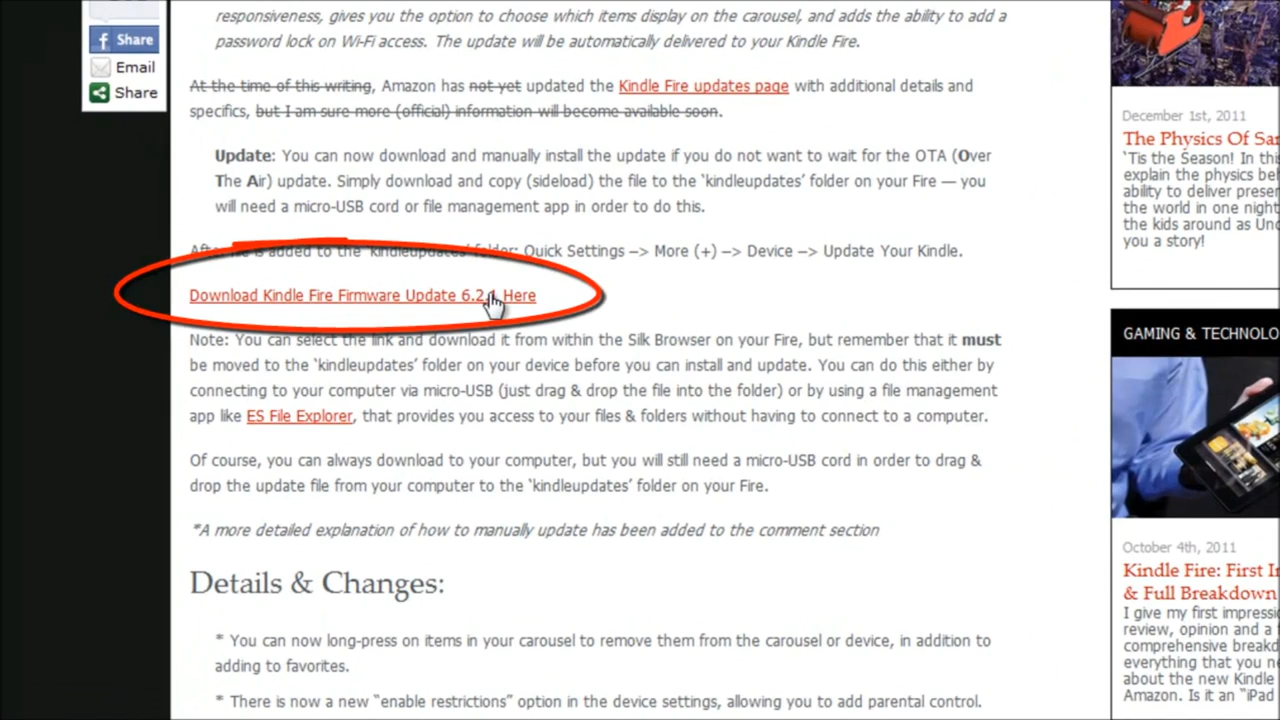 Share
Email
Share
responsiveness, gives you the option to choose which items display on the carousel, and adds the ability to add a
password lock on Wi-Fi access. The update will be automatically delivered to your Kindle Fire.
At the time of this writing, Amazon has not yet updated the Kindle Fire updates page with additional details and
specifics, but I am sure more (official) information will become available soon.
Update: You can now download and manually install the update if you do not want to wait for the OTA (Over
The Air) update. Simply download and copy (sideload) the file to the 'kindleupdates' folder on your Fire — you
will need a micro-USB cord or file management app in order to do this.
After file is added to the 'kindleupdates' folder: Quick Settings –> More (+) –> Device –> Update Your Kindle.
Download Kindle Fire Firmware Update 6.2.1 Here
Note: You can select the link and download it from within the Silk Browser on your Fire, but remember that it must
be moved to the 'kindleupdates' folder on your device before you can install and update. You can do this either by
connecting to your computer via micro-USB (just drag & drop the file into the folder) or by using a file management
app like ES File Explorer, that provides you access to your files & folders without having to connect to a computer.
Of course, you can always download to your computer, but you will still need a micro-USB cord in order to drag &
drop the update file from your computer to the 'kindleupdates' folder on your Fire.
*A more detailed explanation of how to manually update has been added to the comment section
Details & Changes:
* You can now long-press on items in your carousel to remove them from the carousel or device, in addition to
adding to favorites.
* There is now a new "enable restrictions" option in the device settings, allowing you to add parental control.
December 1st, 2011
The Physics Of Sa
`Tis the Season! In this
explain the physics beh
ability to deliver presen
the world in one night
the kids around as Unc
you a story!
GAMING & TECHNOLO
October 4th, 2011
Kindle Fire: First In
& Full Breakdown
I give my first impressio
review, opinion and a
comprehensive breakd
everything that you ne
about the new Kindle
Amazon. Is it an "iPad